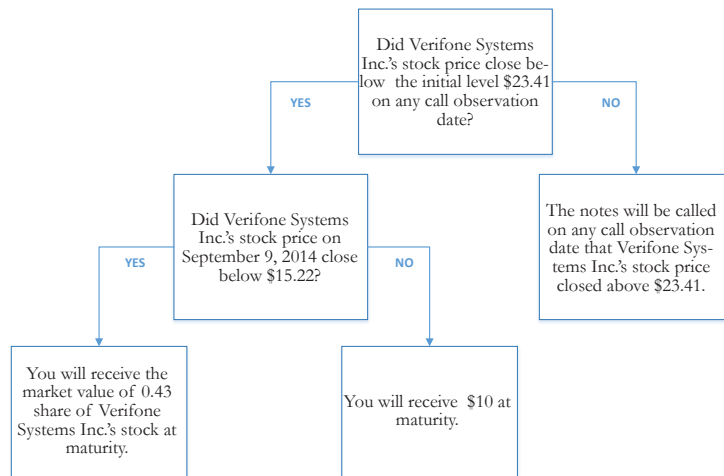 Did Verifone Systems
Inc.'s stock price close be-
low the initial level $23.41
on any call observation
date?
YES
NO
Did Verifone Systems
Inc.'s stock price on
September 9, 2014 close
below $15.22?
The notes will be called
on any call observation
date that Verifone Sys-
tems Inc.'s stock price
closed above $23.41.
YES
NO
You will receive the
market value of 0.43
share of Verifone
Systems Inc.'s stock at
maturity.
You will receive $10 at
maturity.